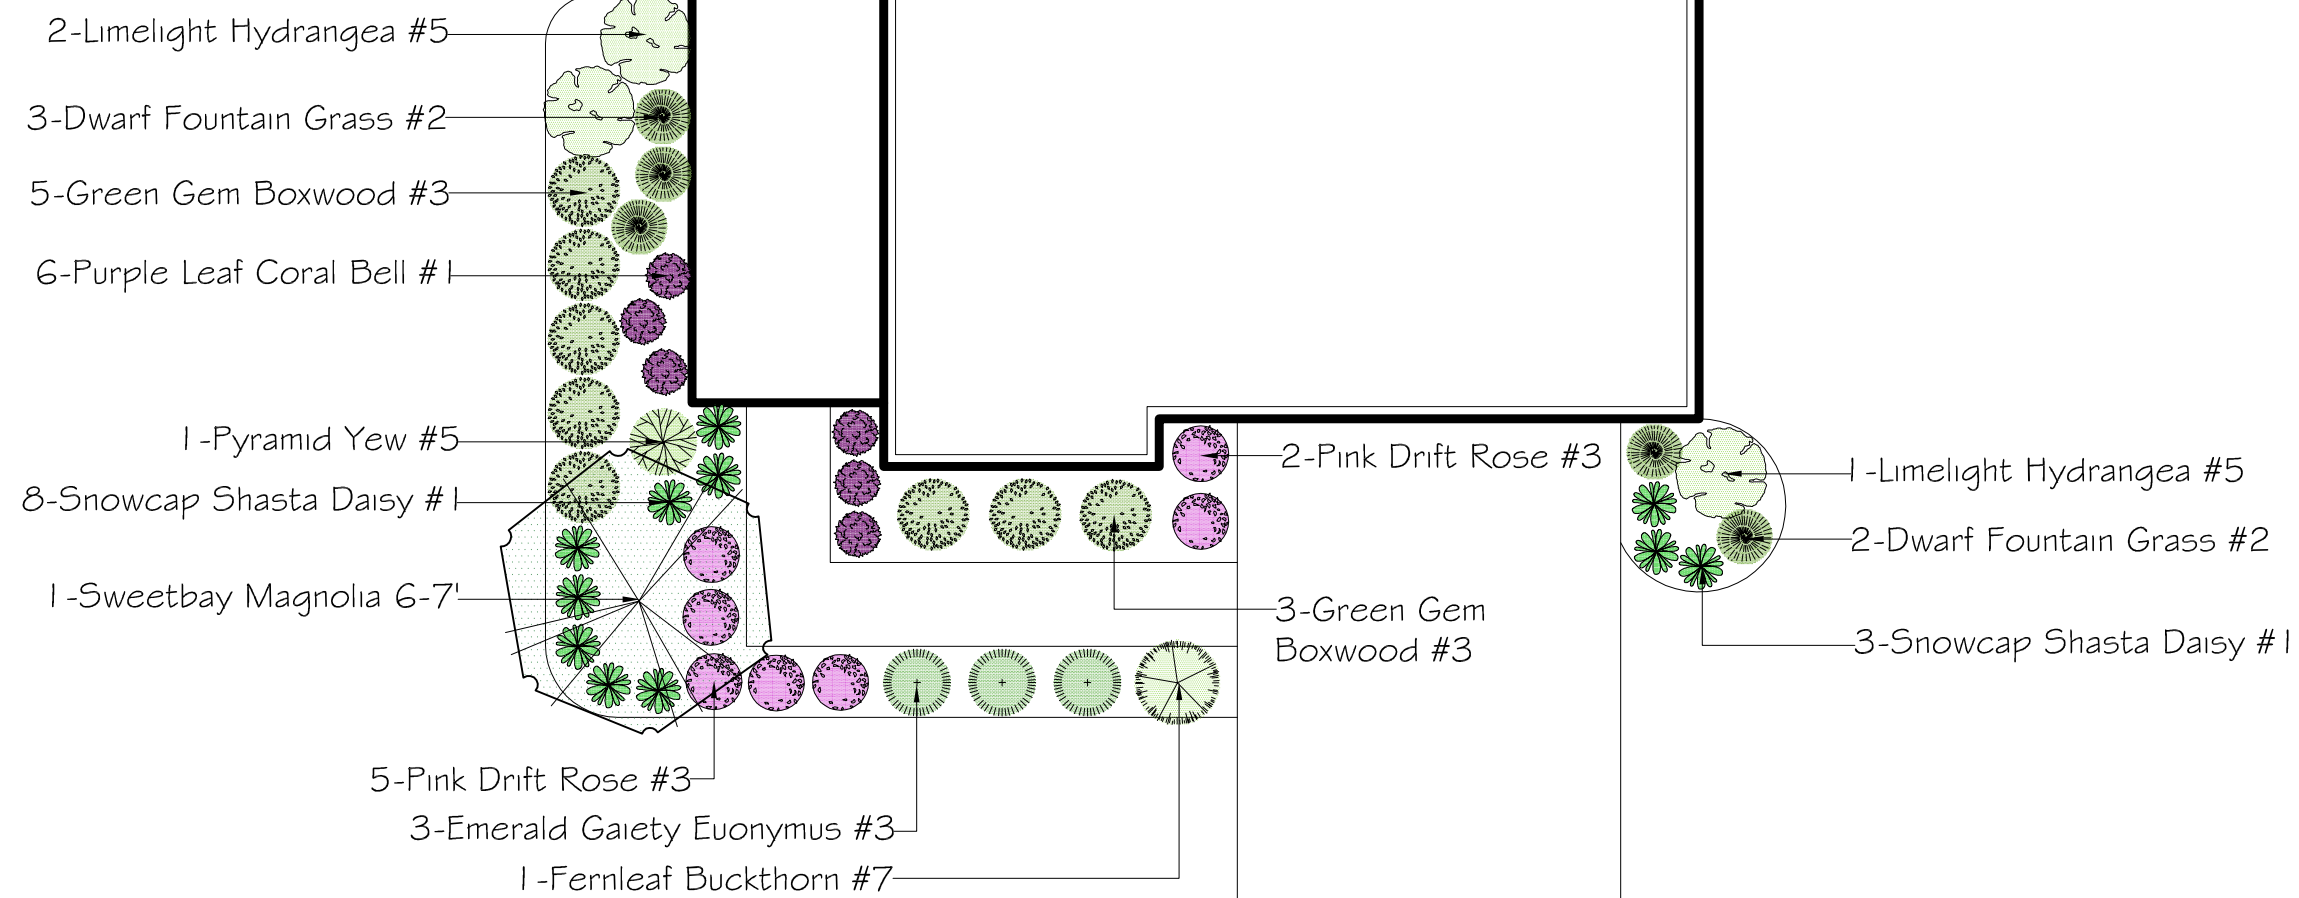 2-Limelight Hydrangea #5
3-Dwarf Fountain Grass #2
5-Green Gem Boxwood #3
6-Purple Leaf Coral Bell #1
1-Pyramid Yew #5
8-Snowcap Shasta Daisy #1
1-Sweetbay Magnolia 6-7'
5-Pink Drift Rose #3
3-Emerald Gaiety Euonymus #3
1-Fernleaf Buckthorn #7
2-Pink Drift Rose #3
3-Green Gem
Boxwood #3
1-Limelight Hydrangea #5
2-Dwarf Fountain Grass #2
3-Snowcap Shasta Daisy #1